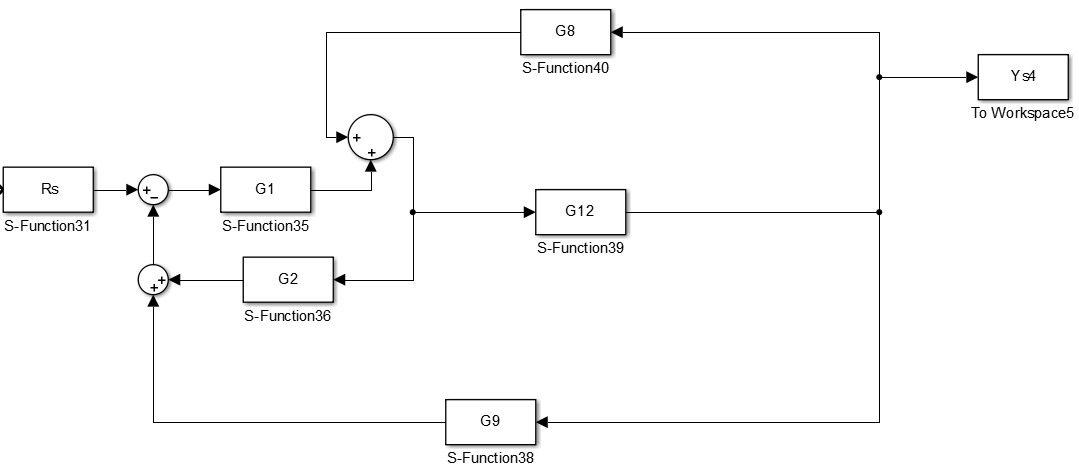 G8
S-Function40
Ys4
To Workspace5
+
+
Rs
S-Function31
+
−
G1
S-Function35
G12
S-Function39
+
+
G2
S-Function36
G9
S-Function38